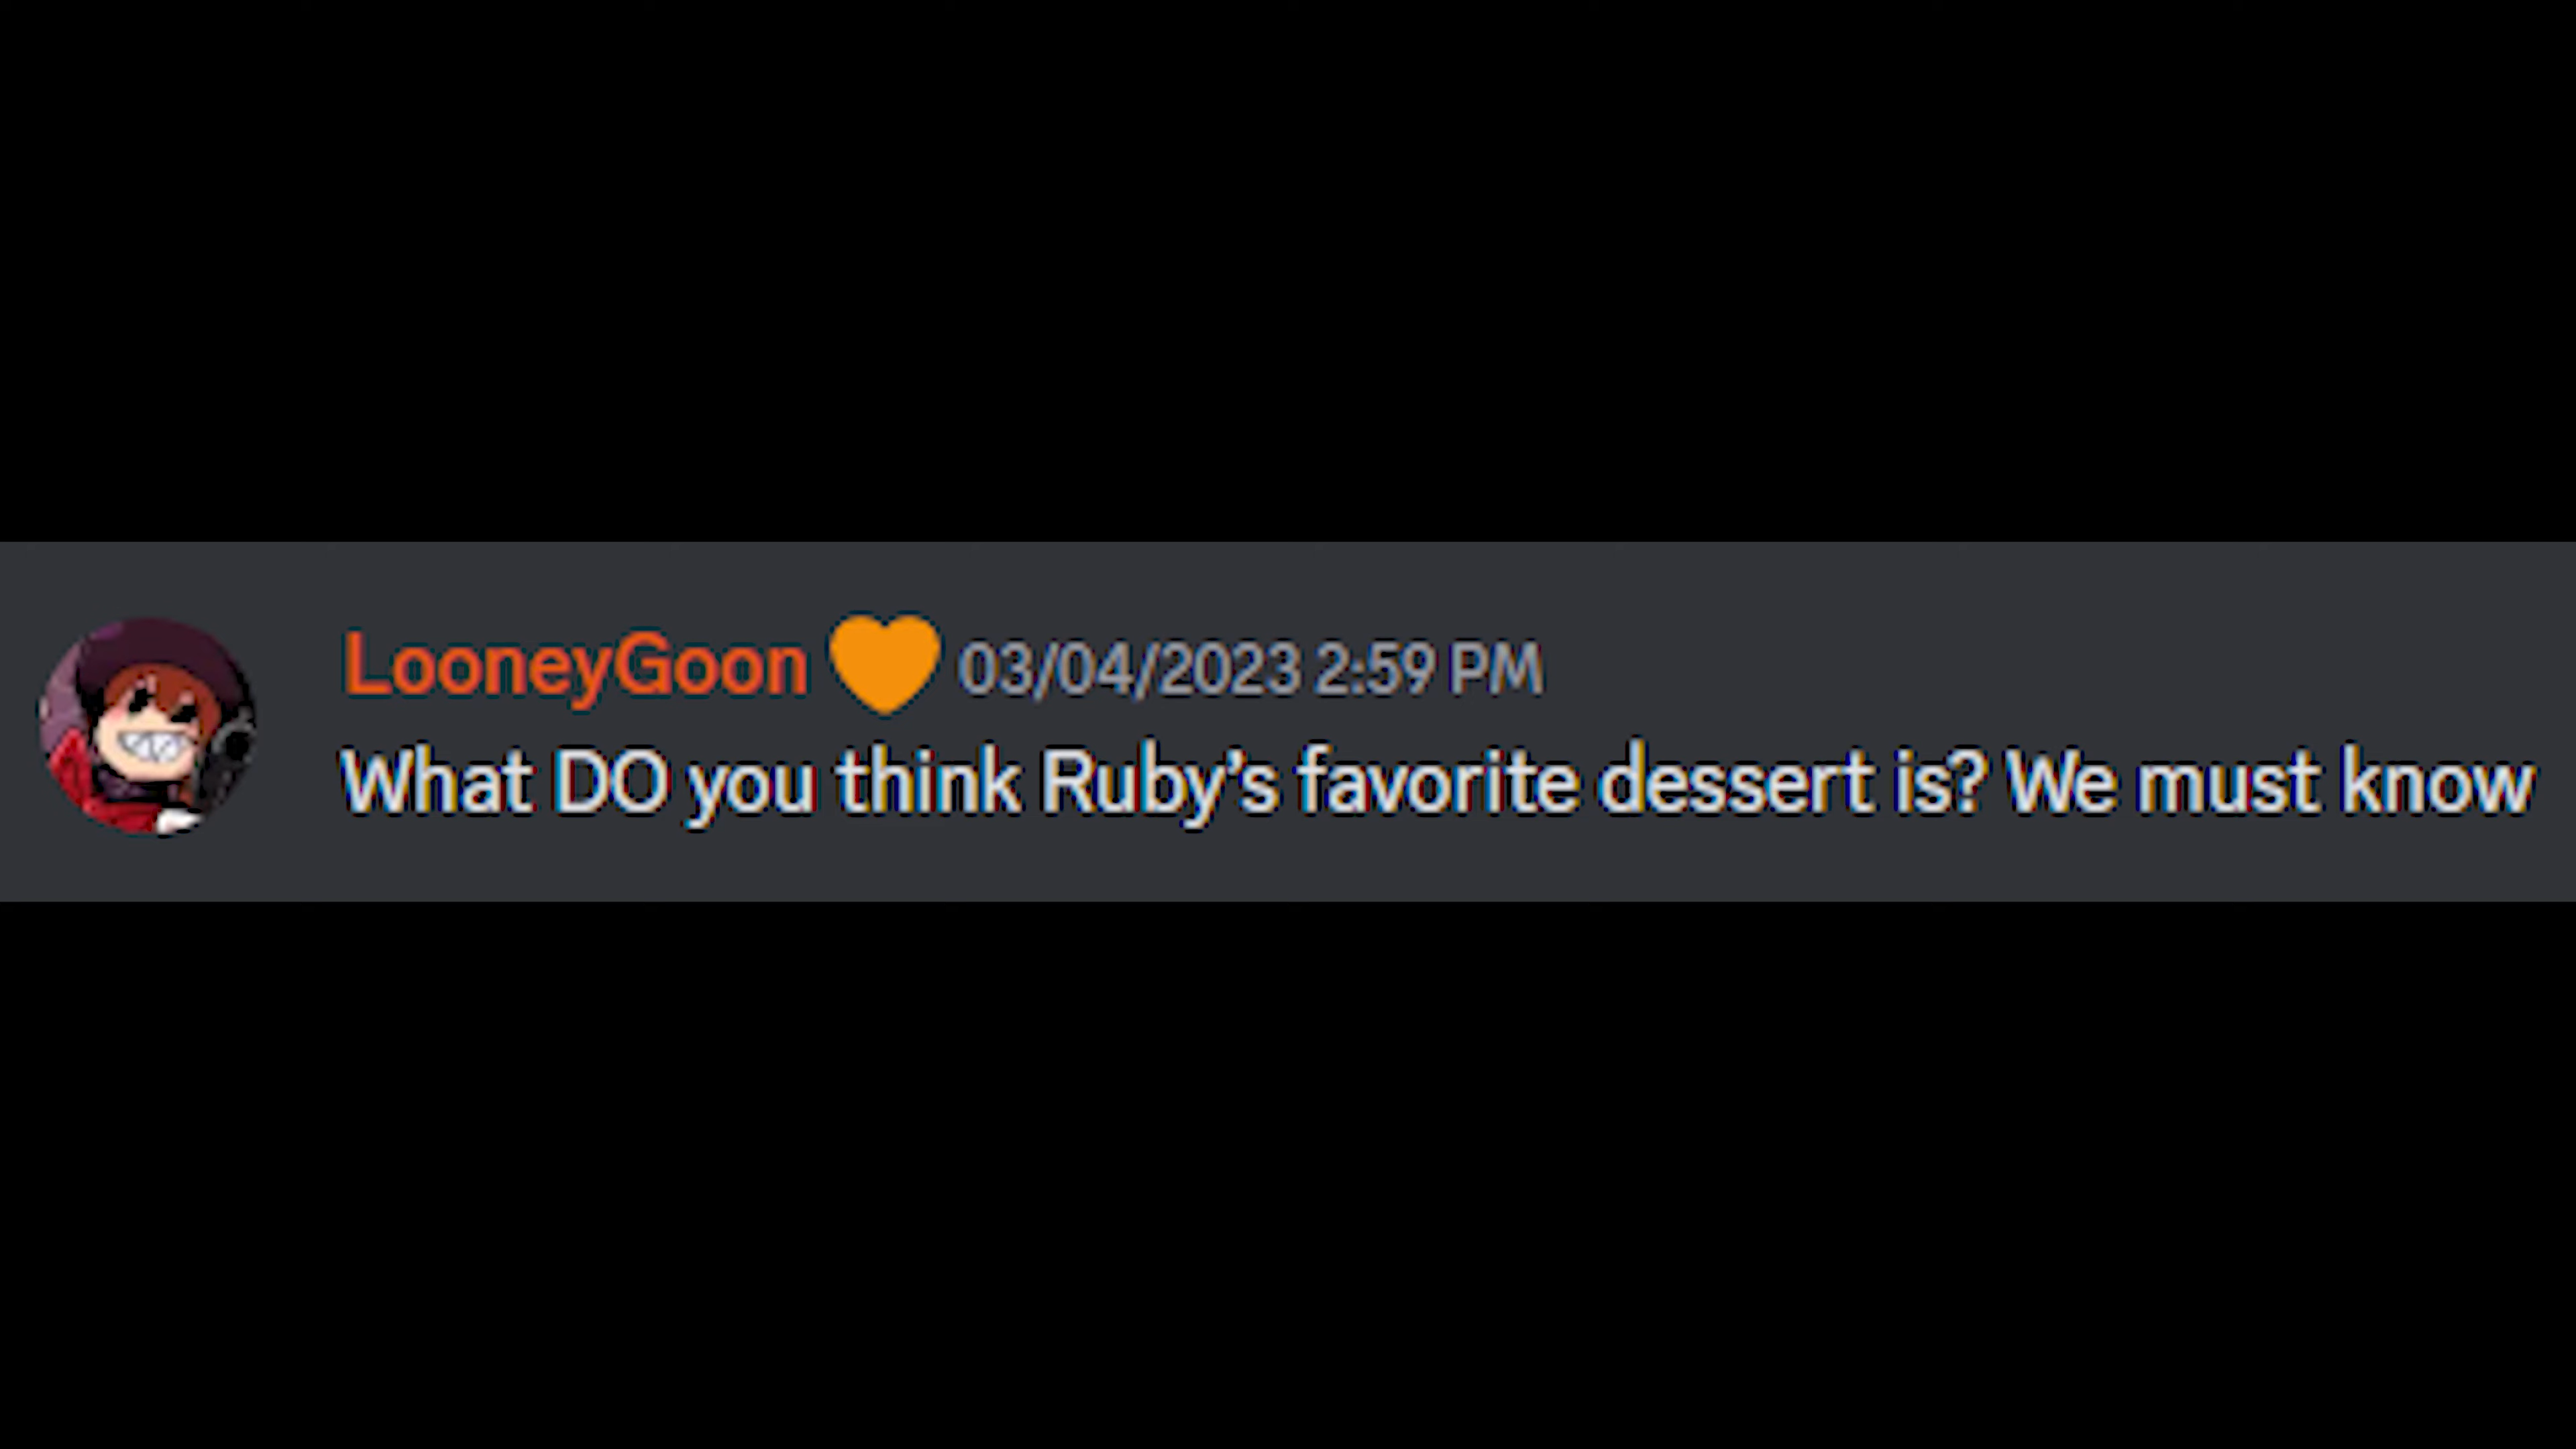 LooneyGoon 🧡 03/04/2023 2:59 PM
What DO you think Ruby’s favorite dessert is? We must know